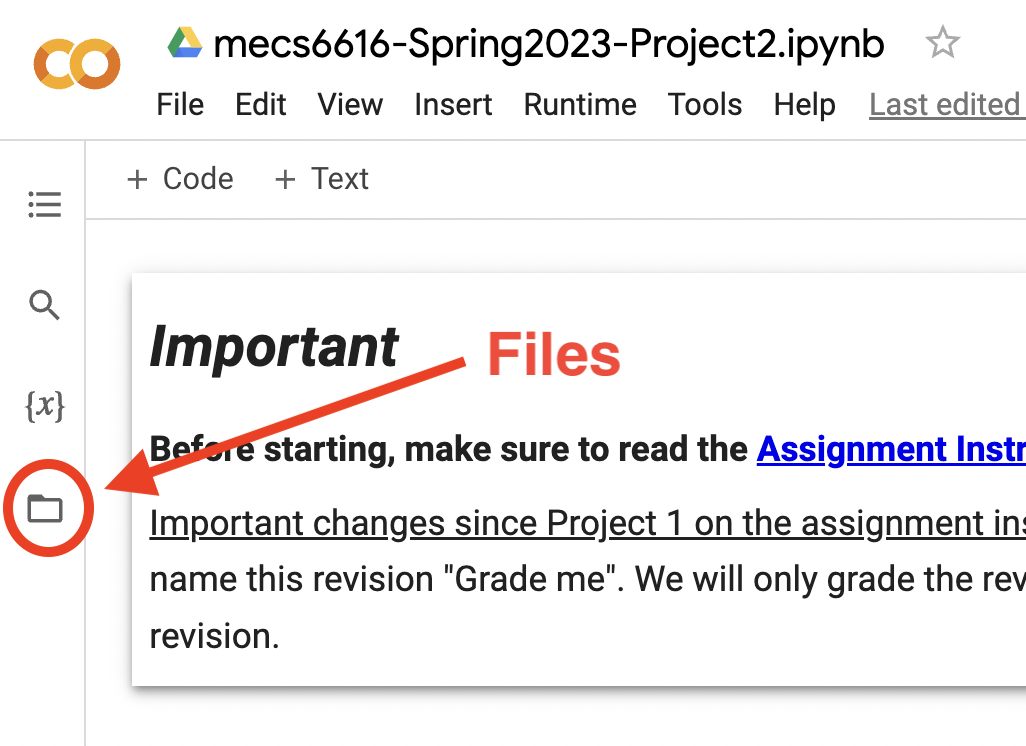 mecs6616-Spring2023-Project2.ipynb
File Edit View Insert Runtime Tools Help Last edited
+ Code + Text
{x}
Important
Files
Before starting, make sure to read the Assignment Instr
Important changes since Project 1 on the assignment ins
name this revision "Grade me". We will only grade the rev
revision.